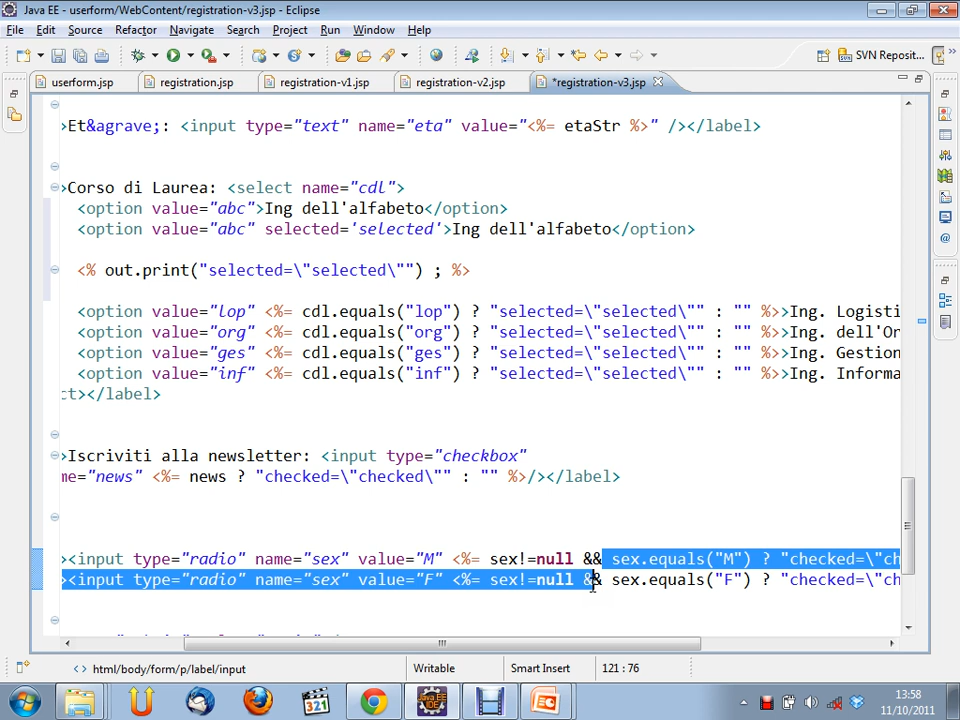 Java EE - userform/WebContent/registration-v3.jsp - Eclipse
File Edit Source Refactor Navigate Search Project Run Window Help
SVN Reposit...
userform.jsp registration.jsp registration-v1.jsp registration-v2.jsp *registration-v3.jsp
>Et&agrave;: <input type="text" name="eta" value="<%= etaStr %>" /></label>
>Corso di Laurea: <select name="cdl">
<option value="abc">Ing dell'alfabeto</option>
<option value="abc" selected='selected'>Ing dell'alfabeto</option>
<% out.print("selected=\"selected\"") ; %>
<option value="lop" <%= cdl.equals("lop") ? "selected=\"selected\"" : "" %>>Ing. Logisti
<option value="org" <%= cdl.equals("org") ? "selected=\"selected\"" : "" %>>Ing. dell'Or
<option value="ges" <%= cdl.equals("ges") ? "selected=\"selected\"" : "" %>>Ing. Gestion
<option value="inf" <%= cdl.equals("inf") ? "selected=\"selected\"" : "" %>>Ing. Informa
ct></label>
>Iscriviti alla newsletter: <input type="checkbox"
me="news" <%= news ? "checked=\"checked\"" : "" %>/></label>
><input type="radio" name="sex" value="M" <%= sex!=null && sex.equals("M") ? "checked=\"ch
><input type="radio" name="sex" value="F" <%= sex!=null && sex.equals("F") ? "checked=\"ch
html/body/form/p/label/input Writable Smart Insert 121 : 76
13:58
11/10/2011